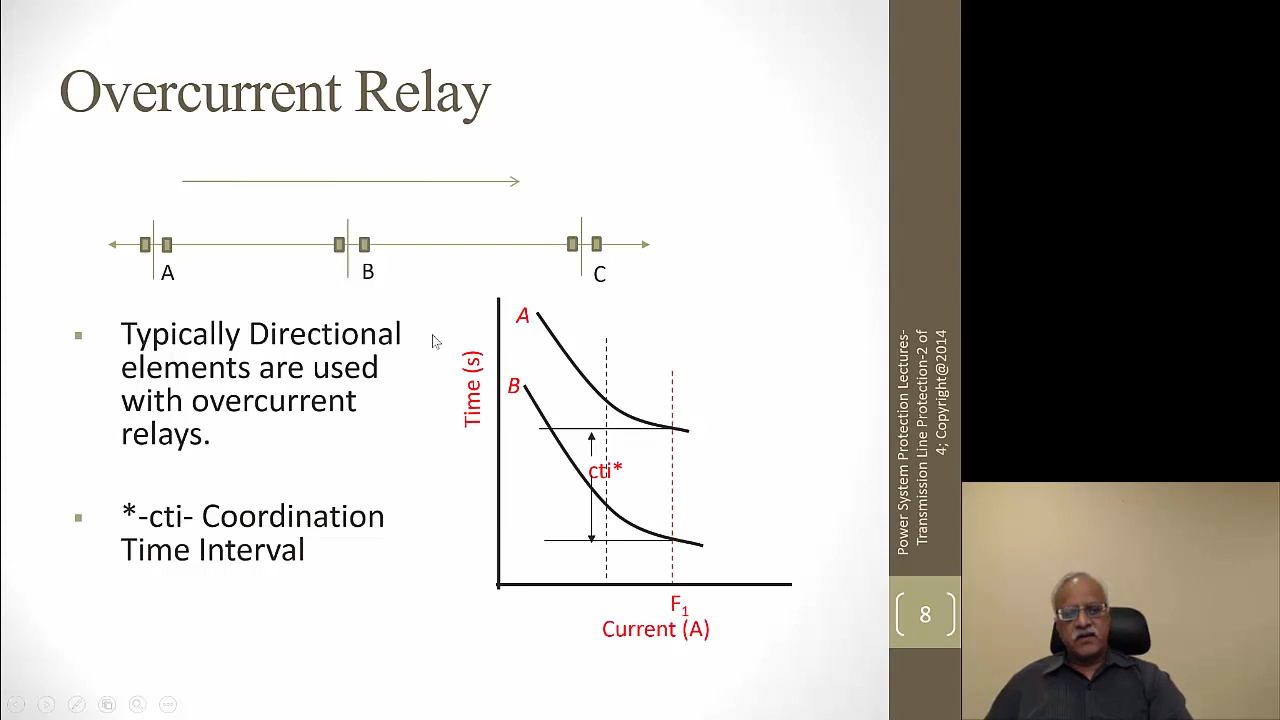 Overcurrent Relay
A
B
C
▪ Typically Directional
elements are used
with overcurrent
relays.
▪ *-cti- Coordination
Time Interval
A
B
Time (s)
cti*
F1
Current (A)
Power System Protection Lectures-
Transmission Line Protection-2 of
4; Copyright@2014
8